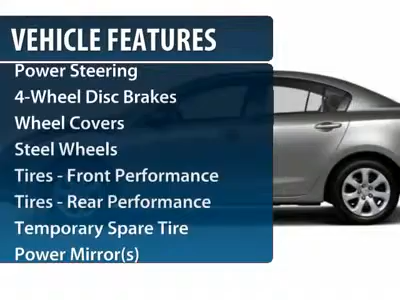 VEHICLE FEATURES
Power Steering
4-Wheel Disc Brakes
Wheel Covers
Steel Wheels
Tires - Front Performance
Tires - Rear Performance
Temporary Spare Tire
Power Mirror(s)